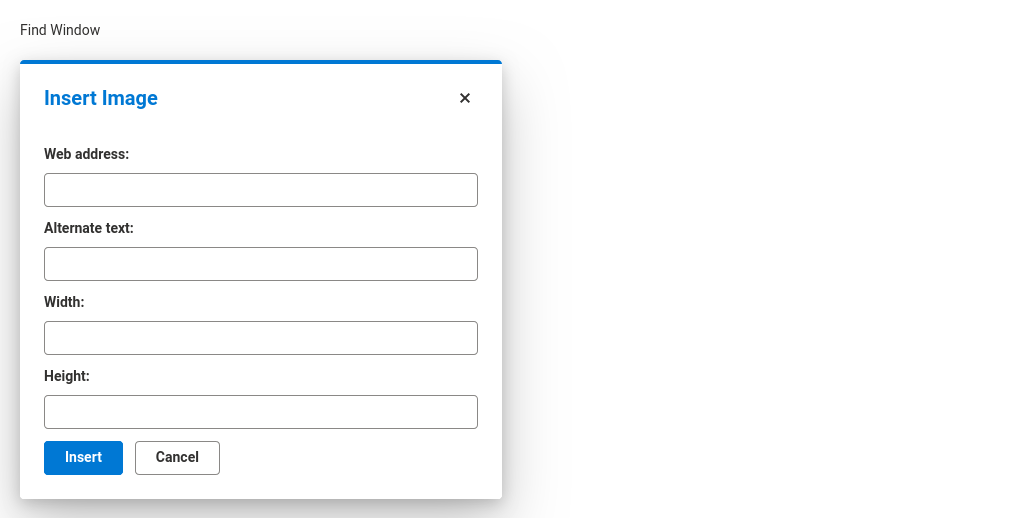 Find Window
Insert Image
Web address:
Alternate text:
Width:
Height:
Insert Cancel